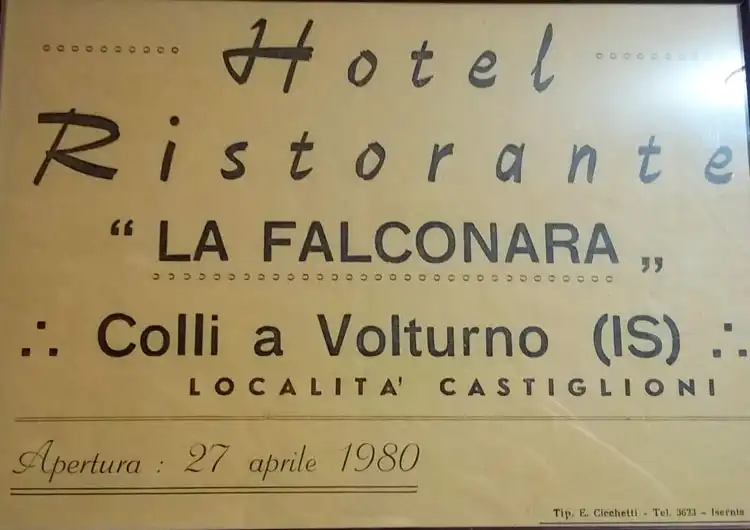 Hotel
Ristorante
“ LA FALCONARA „
∴ Colli a Volturno (IS) ∴
LOCALITA' CASTIGLIONI
Apertura : 27 aprile 1980
Tip. E. Cicchetti - Tel. 3633 - Isernia